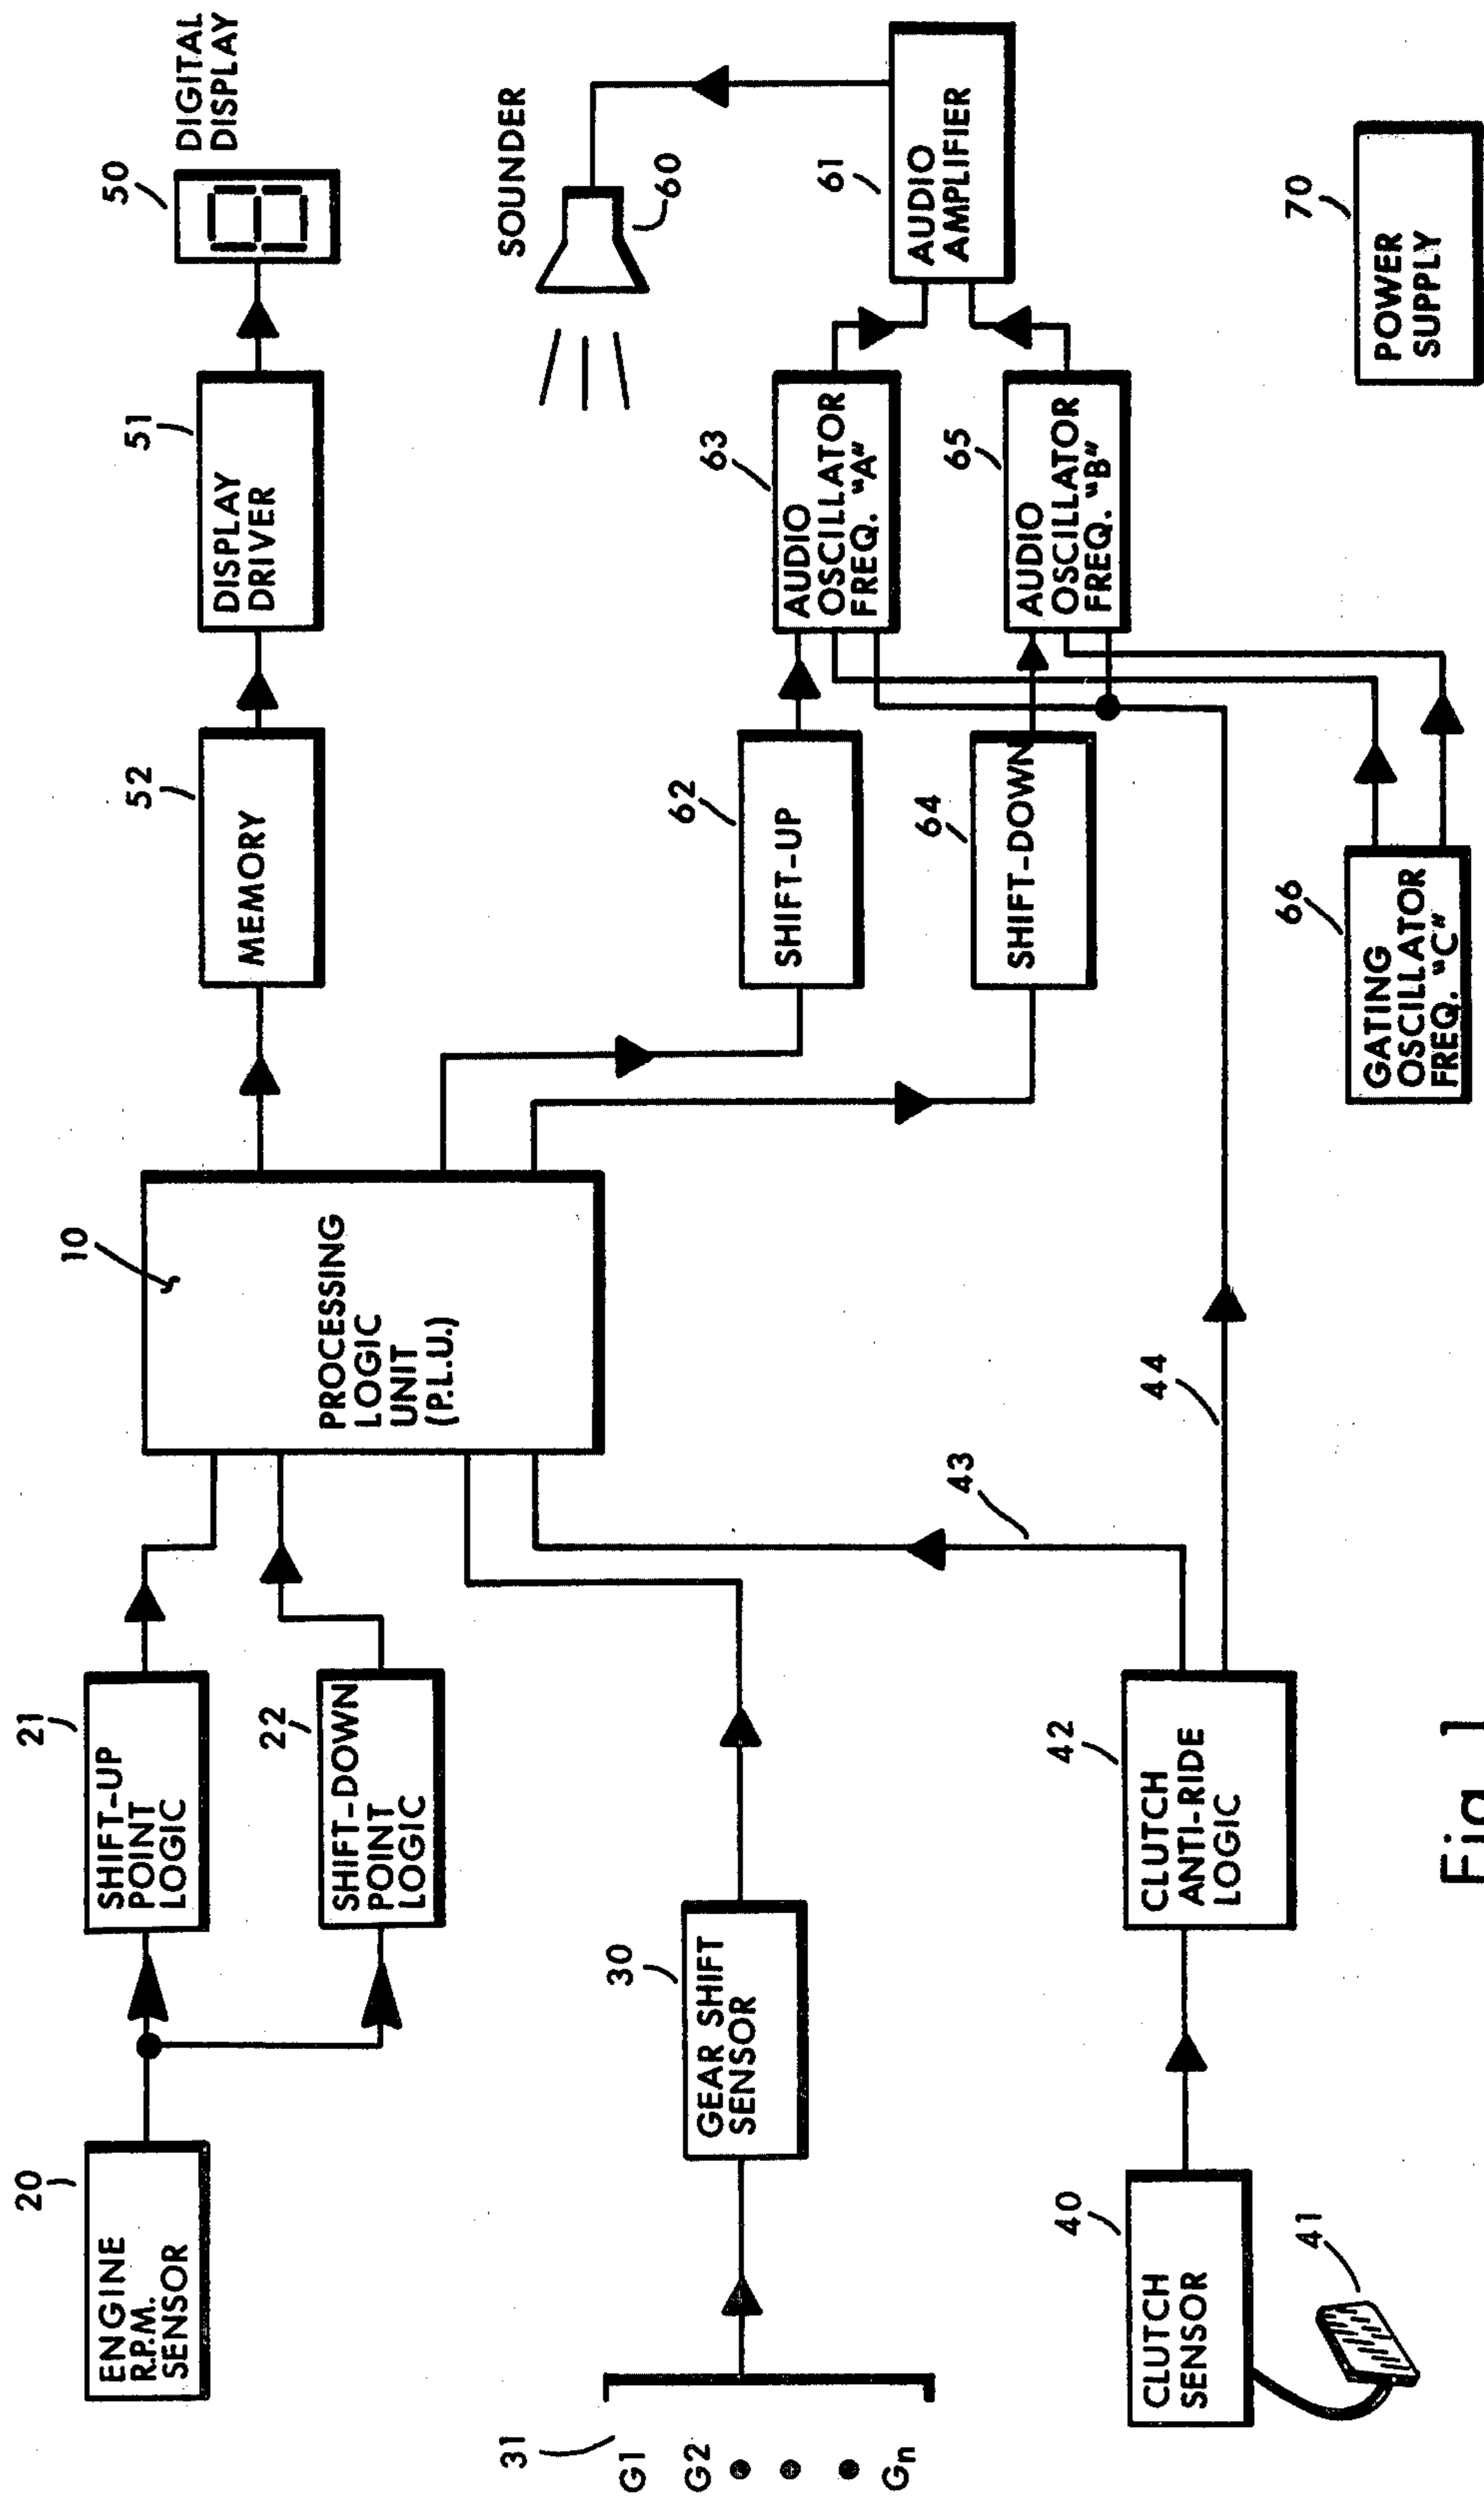 20
ENGINE
R.P.M.
SENSOR
21
SHIFT-UP
POINT
LOGIC
22
SHIFT-DOWN
POINT
LOGIC
10
PROCESSING
LOGIC
UNIT
(P.L.U.)
52
MEMORY
51
DISPLAY
DRIVER
50
DIGITAL
DISPLAY
31
G1
G2
Gn
30
GEAR SHIFT
SENSOR
62
SHIFT-UP
64
SHIFT-DOWN
63
AUDIO
OSCILLATOR
FREQ. "A"
65
AUDIO
OSCILLATOR
FREQ. "B"
SOUNDER
60
61
AUDIO
AMPLIFIER
40
CLUTCH
SENSOR
41
42
CLUTCH
ANTI-RIDE
LOGIC
43
44
66
GATING
OSCILLATOR
FREQ. "C"
70
POWER
SUPPLY
Fig. 1